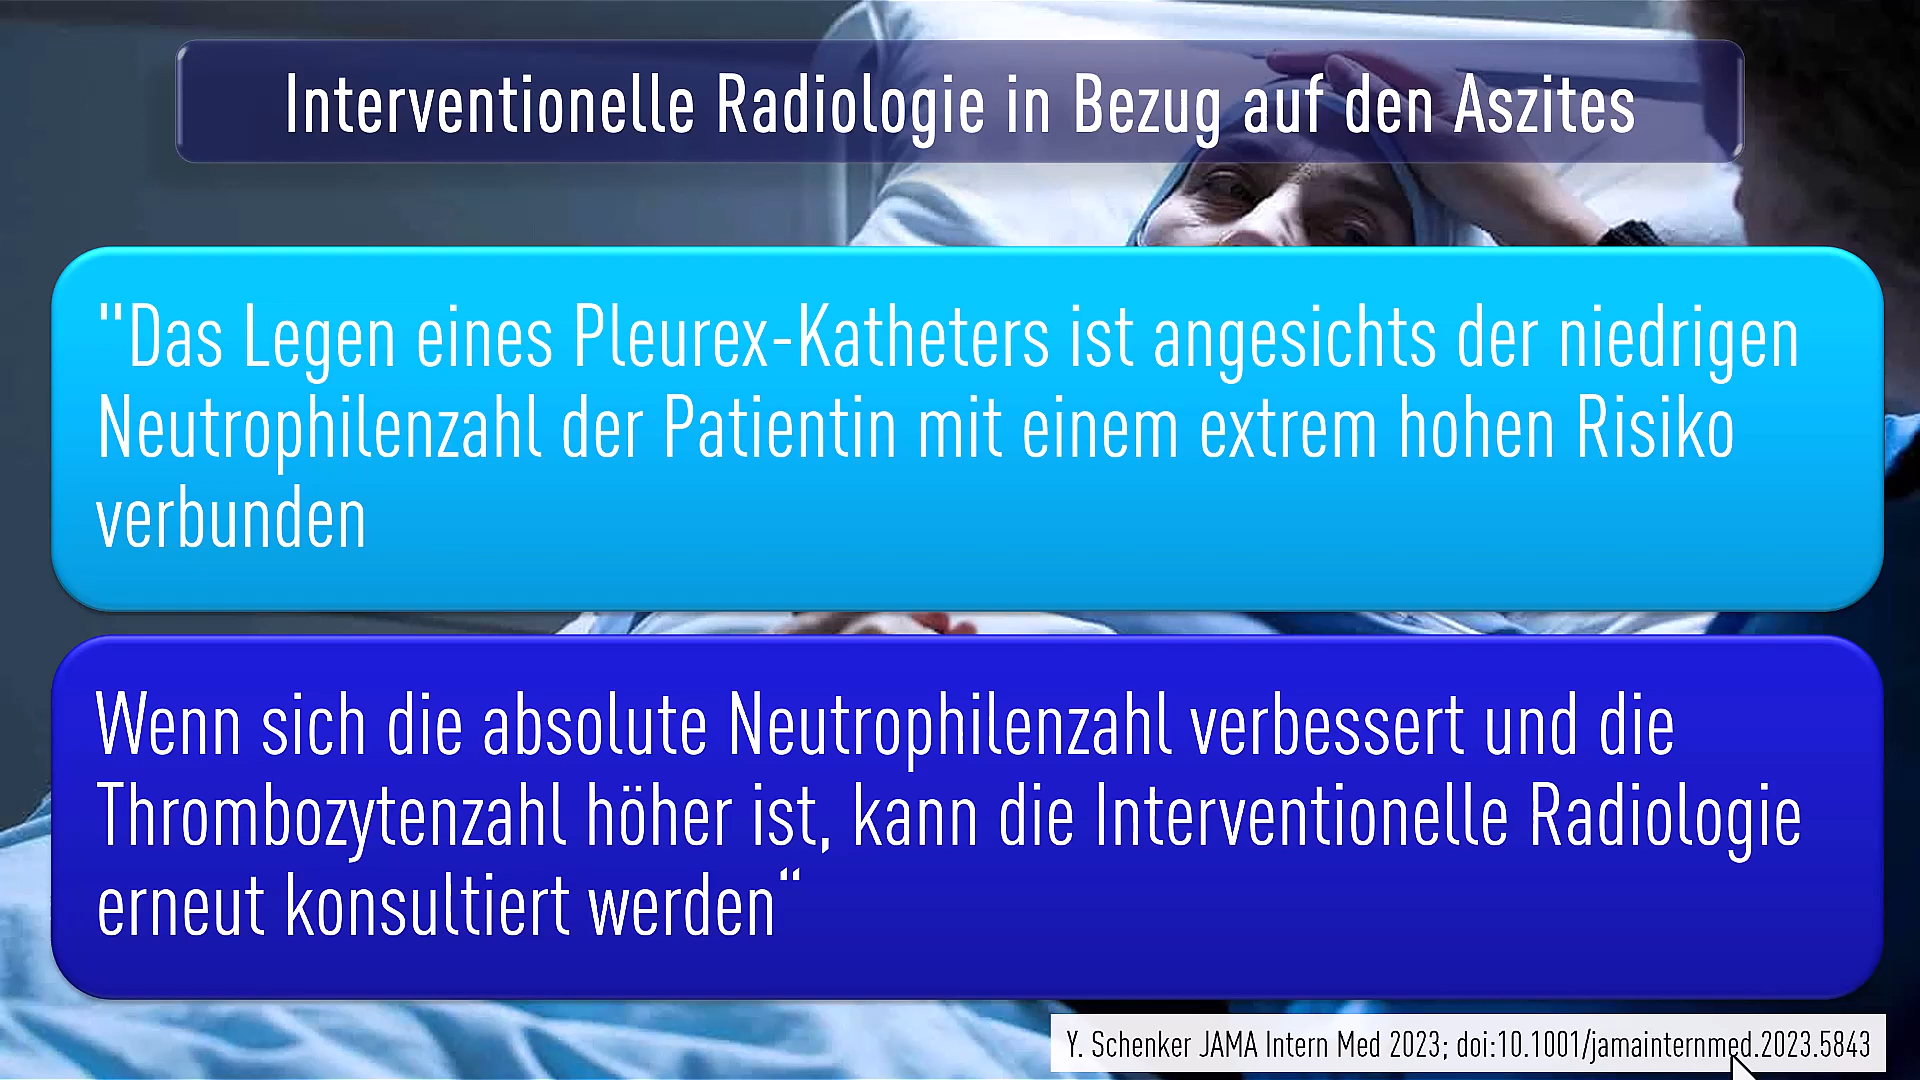 Interventionelle Radiologie in Bezug auf den Aszites
"Das Legen eines Pleurex-Katheters ist angesichts der niedrigen
Neutrophilenzahl der Patientin mit einem extrem hohen Risiko
verbunden
Wenn sich die absolute Neutrophilenzahl verbessert und die
Thrombozytenzahl höher ist, kann die Interventionelle Radiologie
erneut konsultiert werden“
Y. Schenker JAMA Intern Med 2023; doi:10.1001/jamainternmed.2023.5843